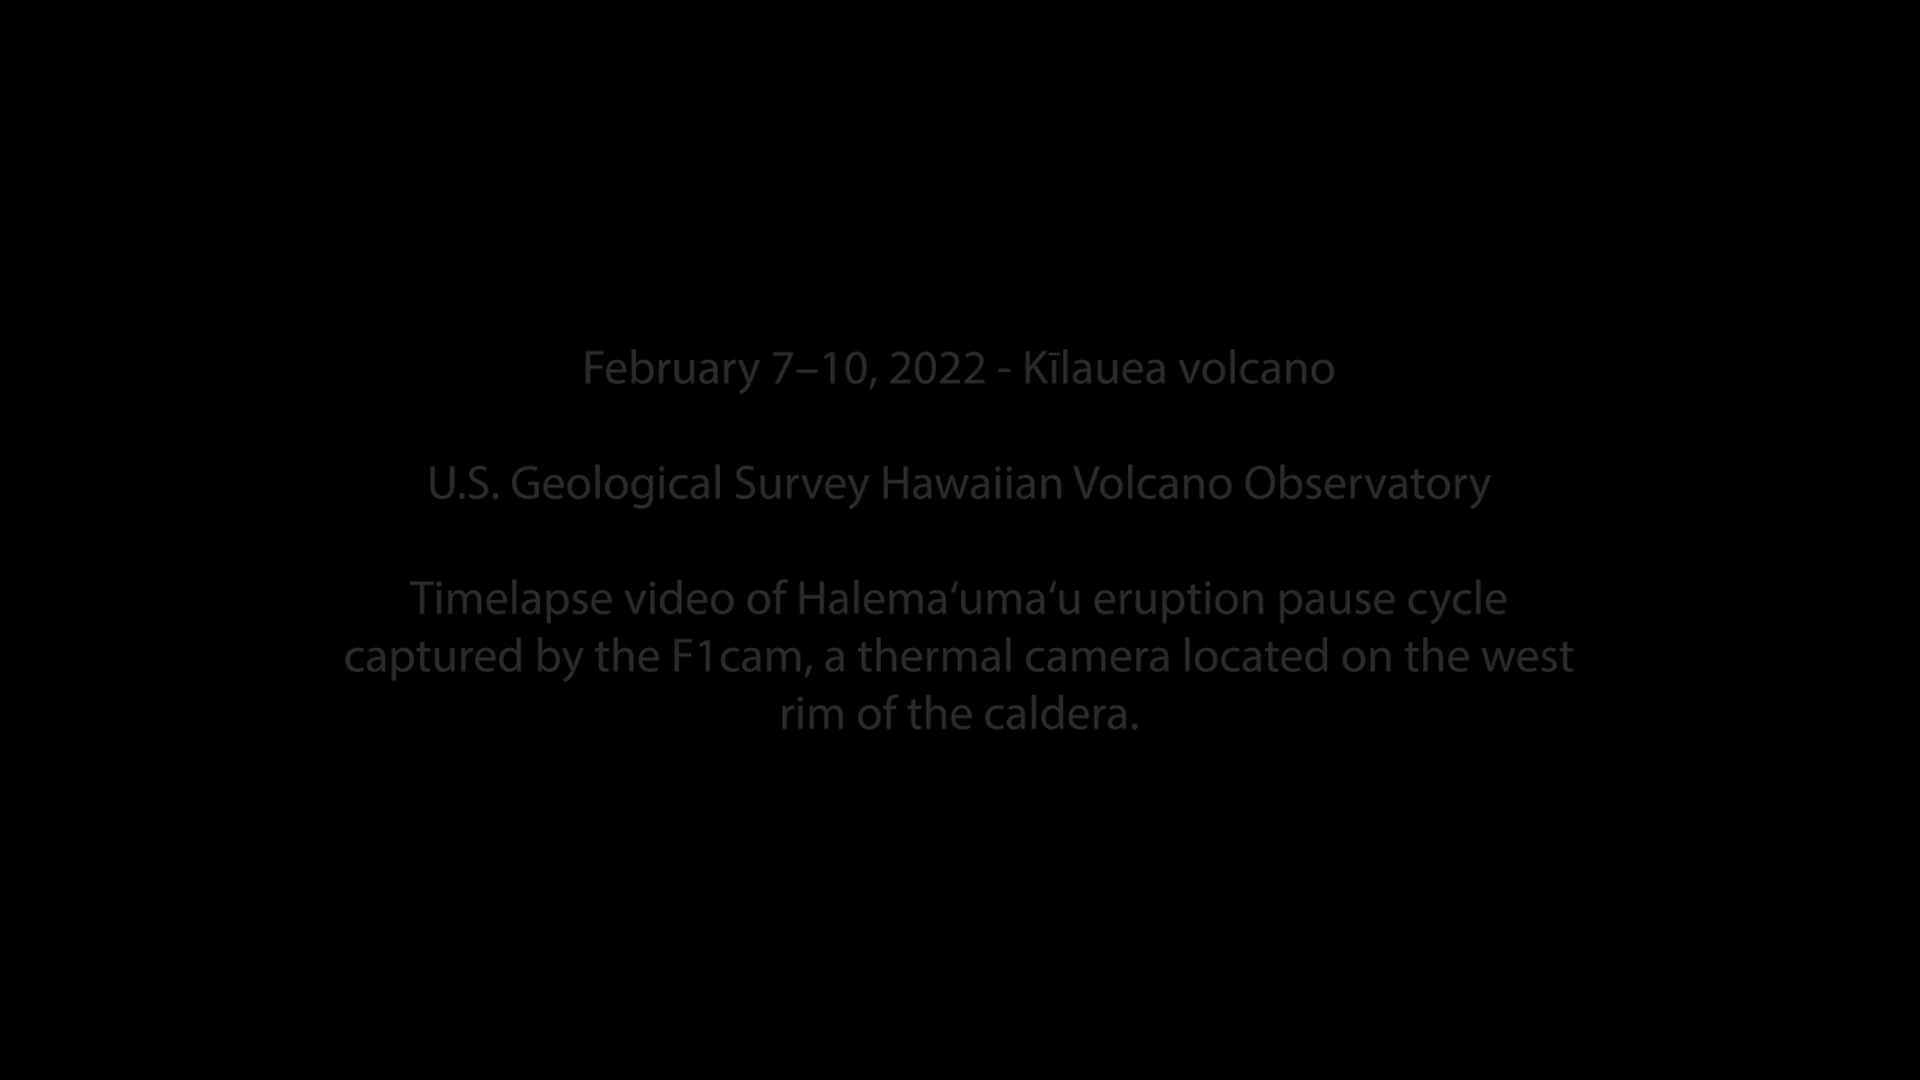 February 7–10, 2022 - Kīlauea volcano
U.S. Geological Survey Hawaiian Volcano Observatory
Timelapse video of Halemaʻumaʻu eruption pause cycle
captured by the F1cam, a thermal camera located on the west
rim of the caldera.